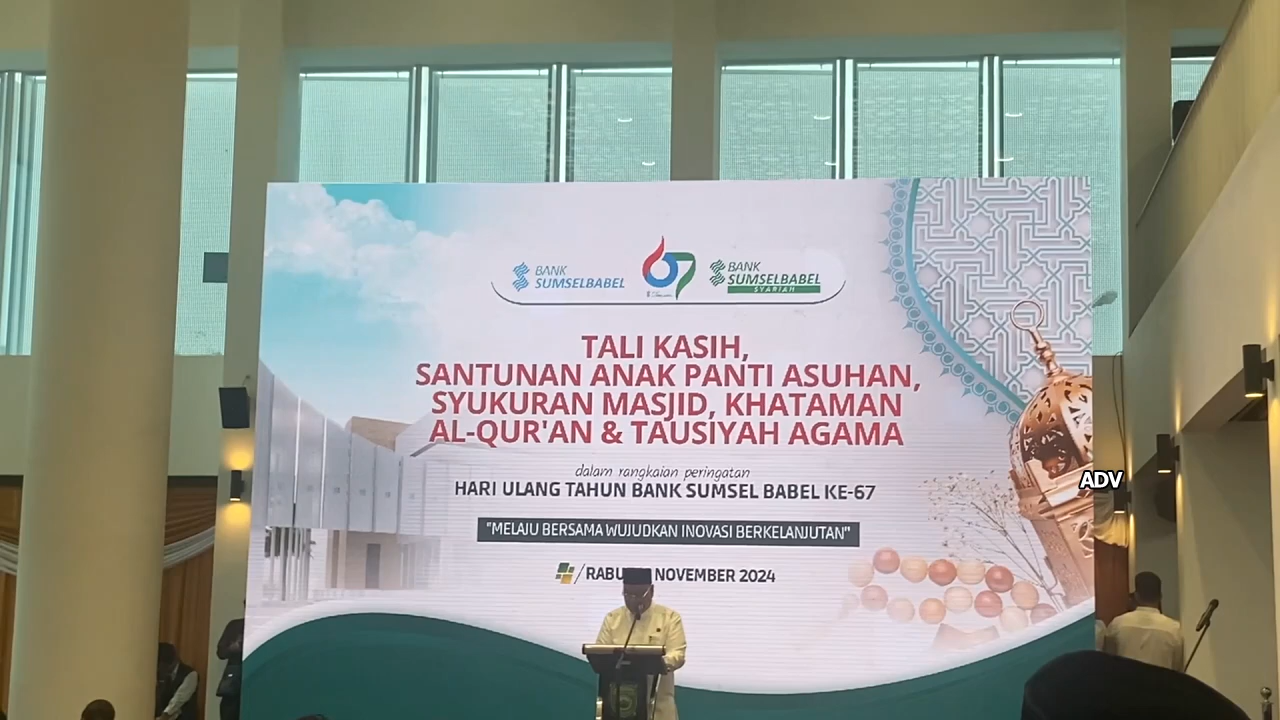 BANK
SUMSELBABEL
67
BANK
SUMSELBABEL
SYARIAH
TALI KASIH,
SANTUNAN ANAK PANTI ASUHAN,
SYUKURAN MASJID, KHATAMAN
AL-QUR'AN & TAUSIYAH AGAMA
dalam rangkaian peringatan
HARI ULANG TAHUN BANK SUMSEL BABEL KE-67
"MELAJU BERSAMA WUJUDKAN INOVASI BERKELANJUTAN"
NOVEMBER 2024
ADV